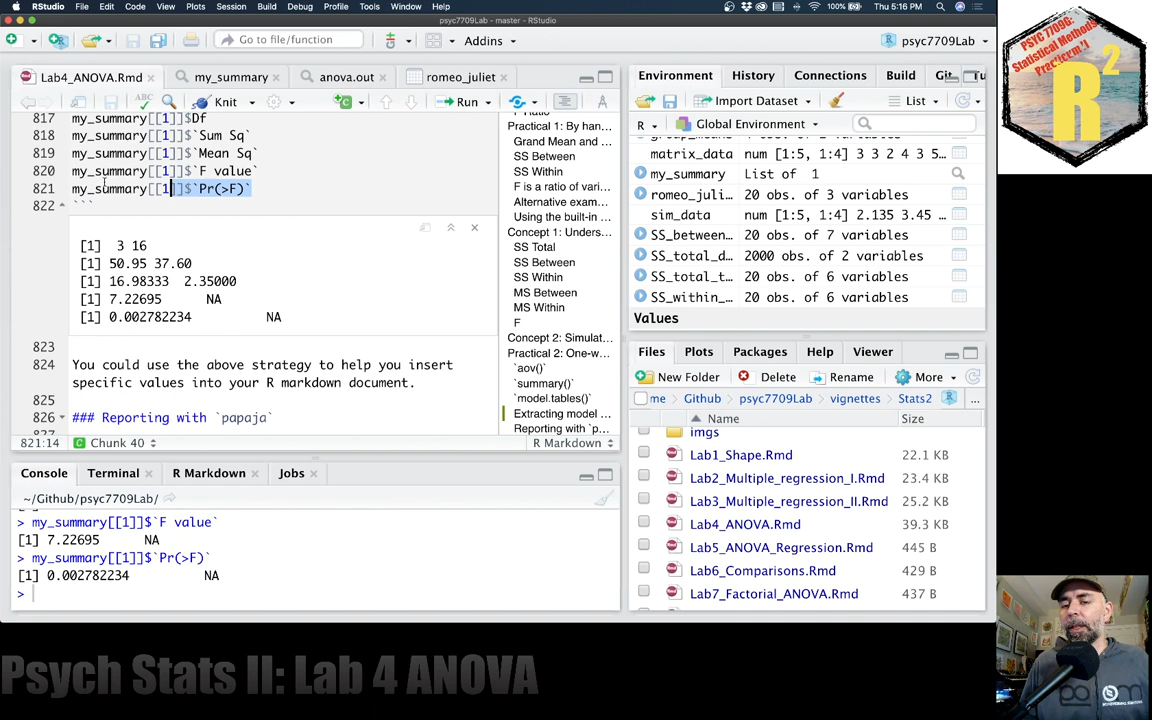 RStudio File Edit Code View Plots Session Build Debug Profile Tools Window Help 100% Thu 5:16 PM
psyc7709Lab - master - RStudio
Go to file/function Addins psyc7709Lab
Lab4_ANOVA.Rmd my_summary anova.out romeo_juliet
Knit Run
817 my_summary[[1]]$Df
818 my_summary[[1]]$`Sum Sq`
819 my_summary[[1]]$`Mean Sq`
820 my_summary[[1]]$`F value`
821 my_summary[[1]]$`Pr(>F)`
822 ```
[1] 3 16
[1] 50.95 37.60
[1] 16.98333 2.35000
[1] 7.22695 NA
[1] 0.002782234 NA
823
824 You could use the above strategy to help you insert
specific values into your R markdown document.
825
826 ### Reporting with `papaja`
821:14 Chunk 40 R Markdown
Practical 1: By han...
Grand Mean and ...
SS Between
SS Within
F is a ratio of vari...
Alternative exam...
Using the built-in ...
Concept 1: Unders...
SS Total
SS Between
SS Within
MS Between
MS Within
F
Concept 2: Simulat...
Practical 2: One-w...
`aov()`
`summary()`
`model.tables()`
Extracting model ...
Reporting with `p...
Console Terminal R Markdown Jobs
~/Github/psyc7709Lab/
> my_summary[[1]]$`F value`
[1] 7.22695 NA
> my_summary[[1]]$`Pr(>F)`
[1] 0.002782234 NA
>
Environment History Connections Build Git Tu
Import Dataset List
R Global Environment
matrix_data num [1:5, 1:4] 3 3 2 4 3 5...
my_summary List of 1
romeo_juli... 20 obs. of 3 variables
sim_data num [1:5, 1:4] 2.135 3.45 ...
SS_between... 20 obs. of 7 variables
SS_total_d... 2000 obs. of 2 variables
SS_total_t... 20 obs. of 6 variables
SS_within_... 20 obs. of 6 variables
Values
Files Plots Packages Help Viewer
New Folder Delete Rename More
me Github psyc7709Lab vignettes Stats2 ...
Name Size
imgs
Lab1_Shape.Rmd 22.1 KB
Lab2_Multiple_regression_I.Rmd 23.4 KB
Lab3_Multiple_regression_II.Rmd 25.2 KB
Lab4_ANOVA.Rmd 39.3 KB
Lab5_ANOVA_Regression.Rmd 445 B
Lab6_Comparisons.Rmd 429 B
Lab7_Factorial_ANOVA.Rmd 437 B
PSYC 7709G:
Statistical Methods
R2
Psych Stats II: Lab 4 ANOVA